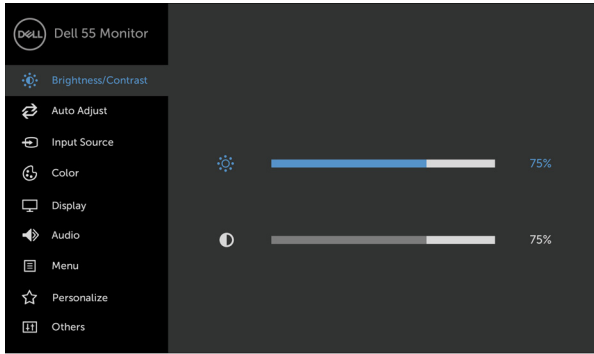 DELL Dell 55 Monitor
Brightness/Contrast
Auto Adjust
Input Source
75%
Color
Display
Audio
75%
Menu
Personalize
Others